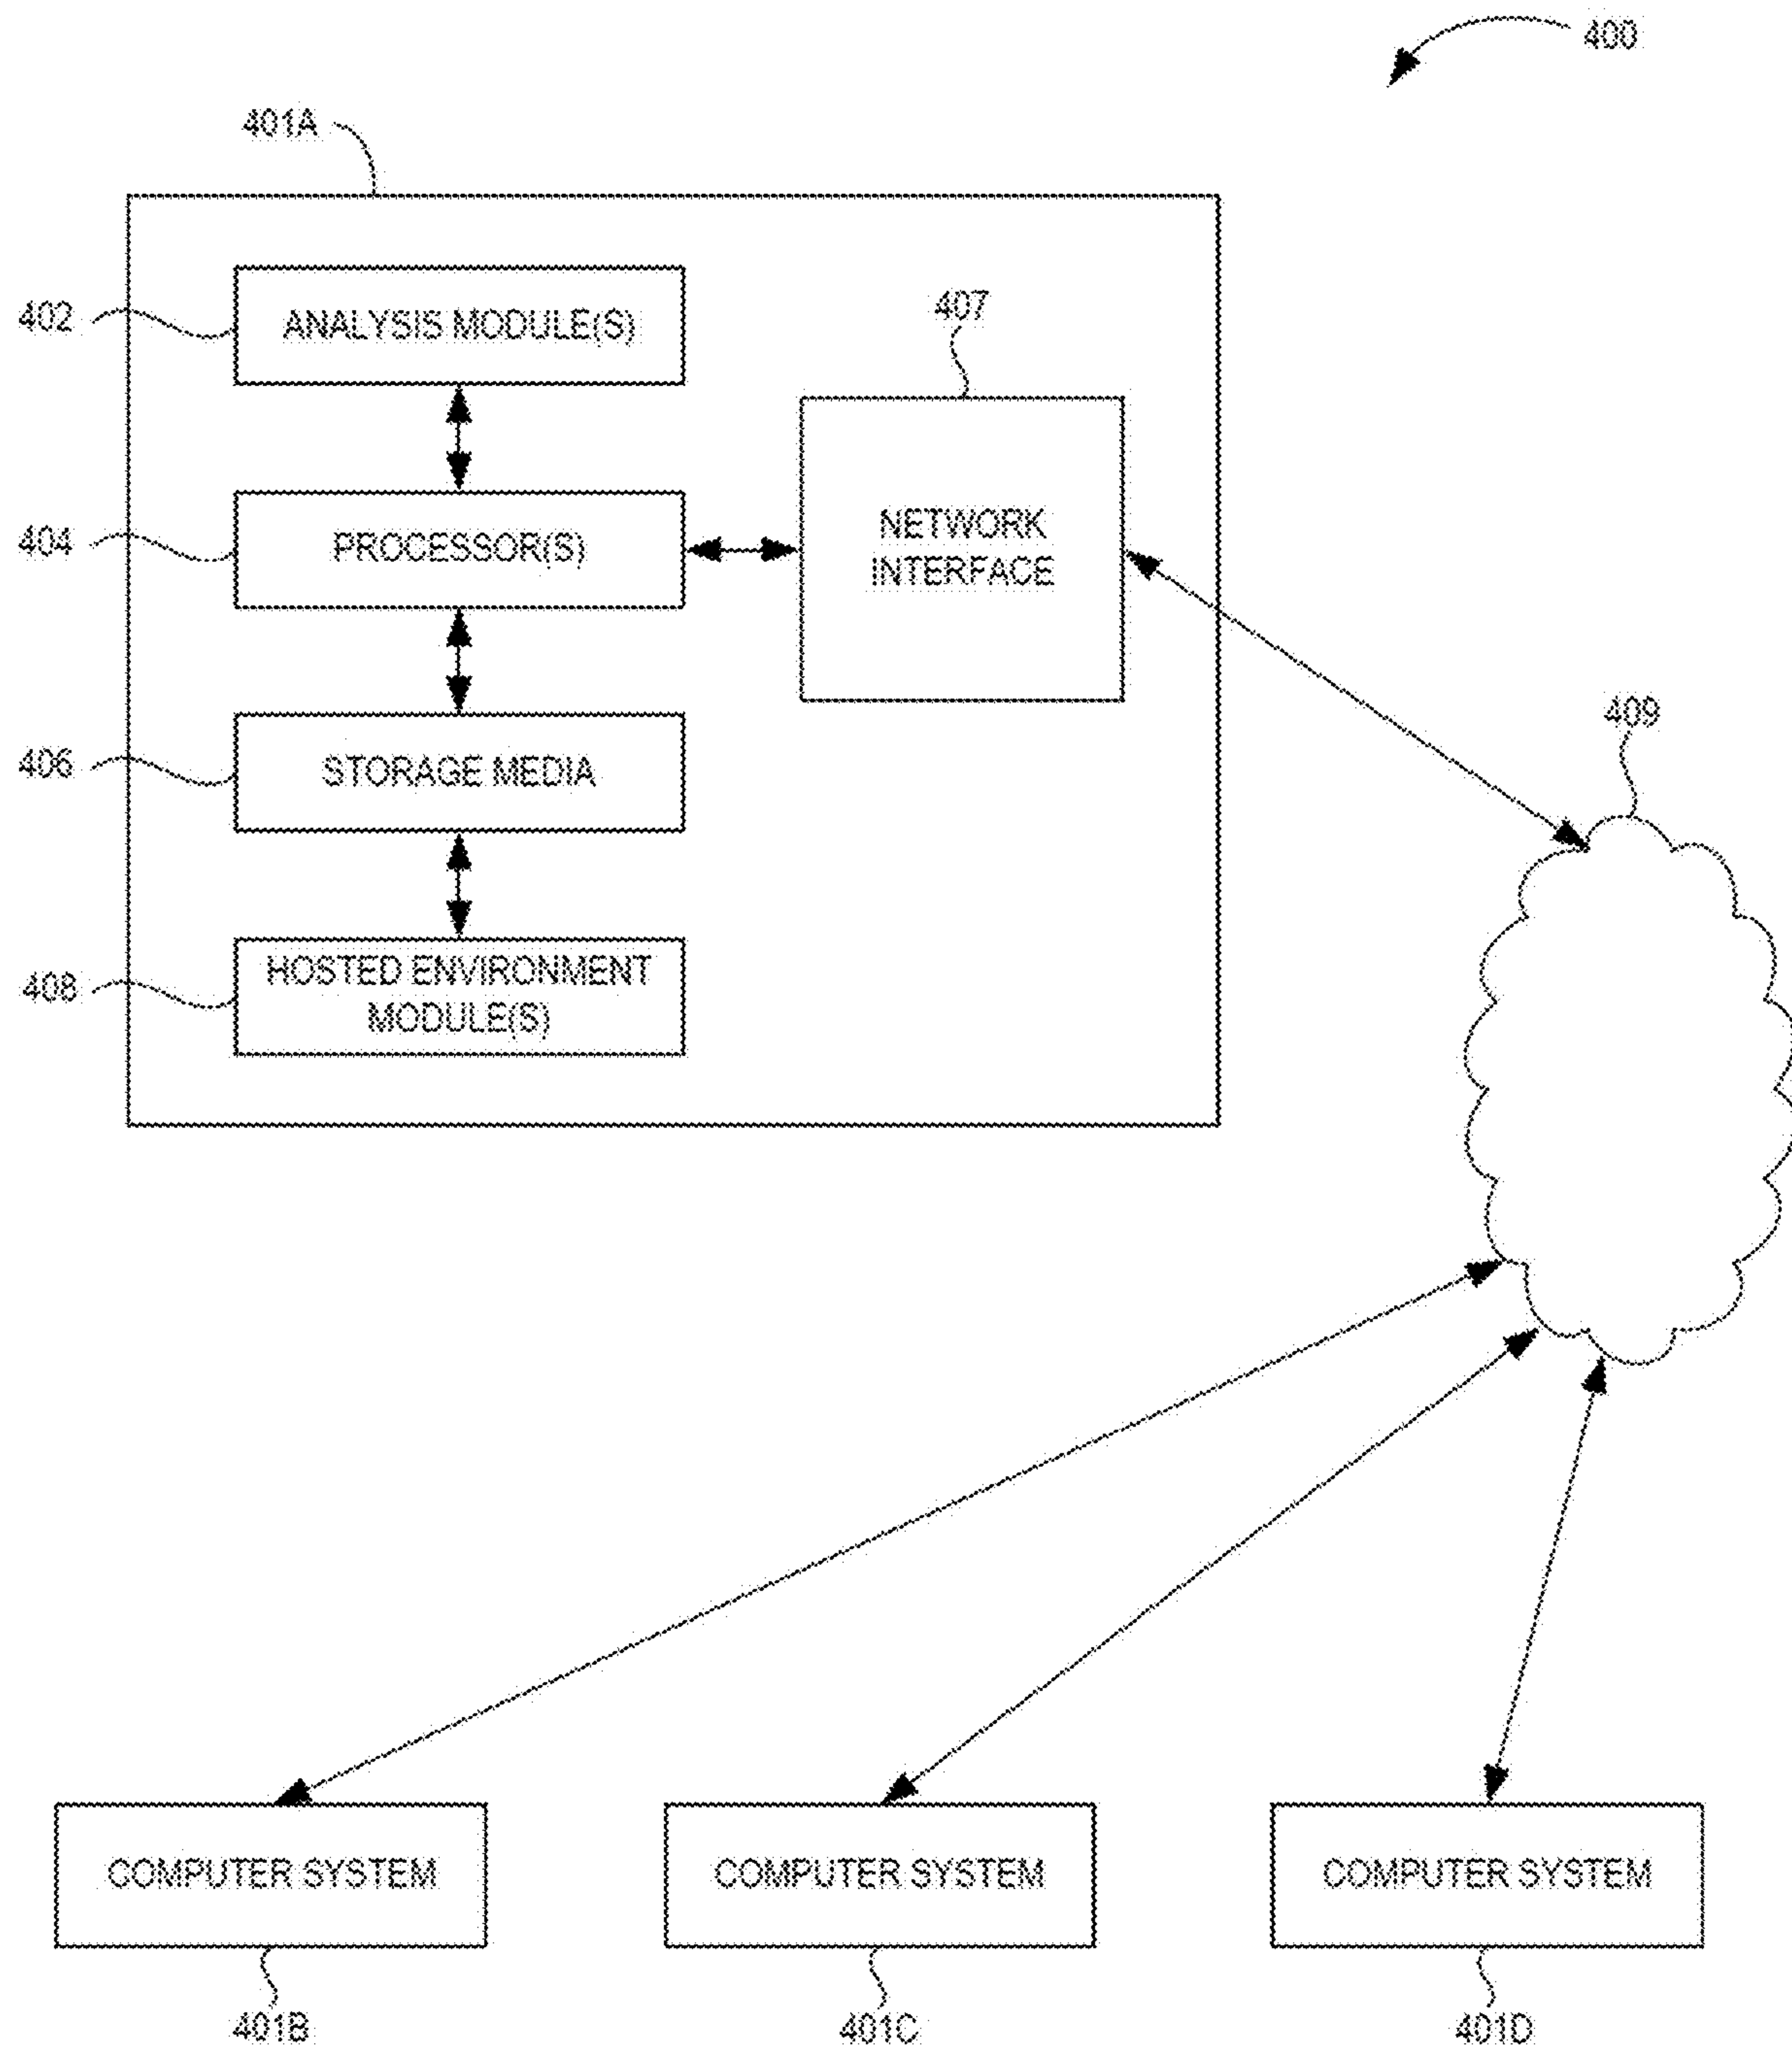 400
401A
402
ANALYSIS MODULE(S)
407
404
PROCESSOR(S)
NETWORK
INTERFACE
406
STORAGE MEDIA
409
408
HOSTED ENVIRONMENT
MODULE(S)
COMPUTER SYSTEM
COMPUTER SYSTEM
COMPUTER SYSTEM
401B
401C
401D